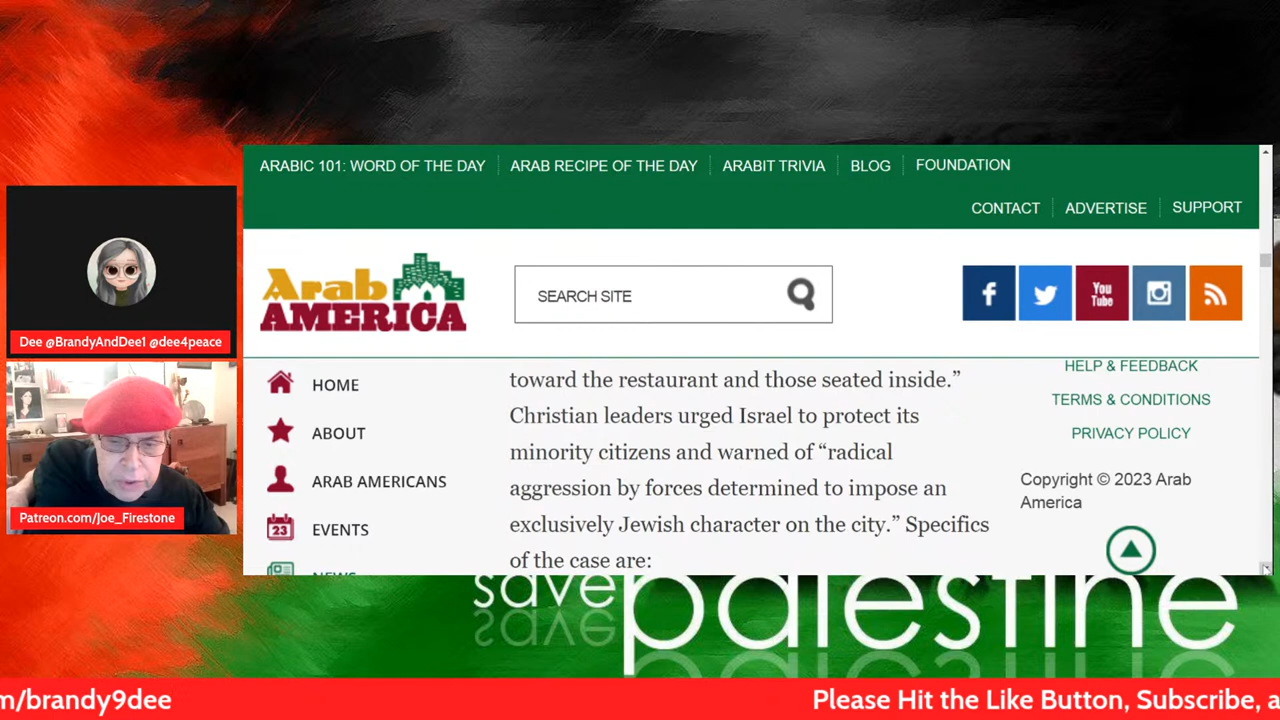 ARABIC 101: WORD OF THE DAY
ARAB RECIPE OF THE DAY
ARABIT TRIVIA
BLOG
FOUNDATION
CONTACT
ADVERTISE
SUPPORT
Arab
AMERICA
SEARCH SITE
f
You
Tube
HOME
ABOUT
ARAB AMERICANS
23
EVENTS
NEWS
toward the restaurant and those seated inside.”
Christian leaders urged Israel to protect its
minority citizens and warned of “radical
aggression by forces determined to impose an
exclusively Jewish character on the city.” Specifics
of the case are:
HELP & FEEDBACK
TERMS & CONDITIONS
PRIVACY POLICY
Copyright © 2023 Arab
America
Dee @BrandyAndDee1 @dee4peace
Patreon.com/Joe_Firestone
save palestine
m/brandy9dee
Please Hit the Like Button, Subscribe, a